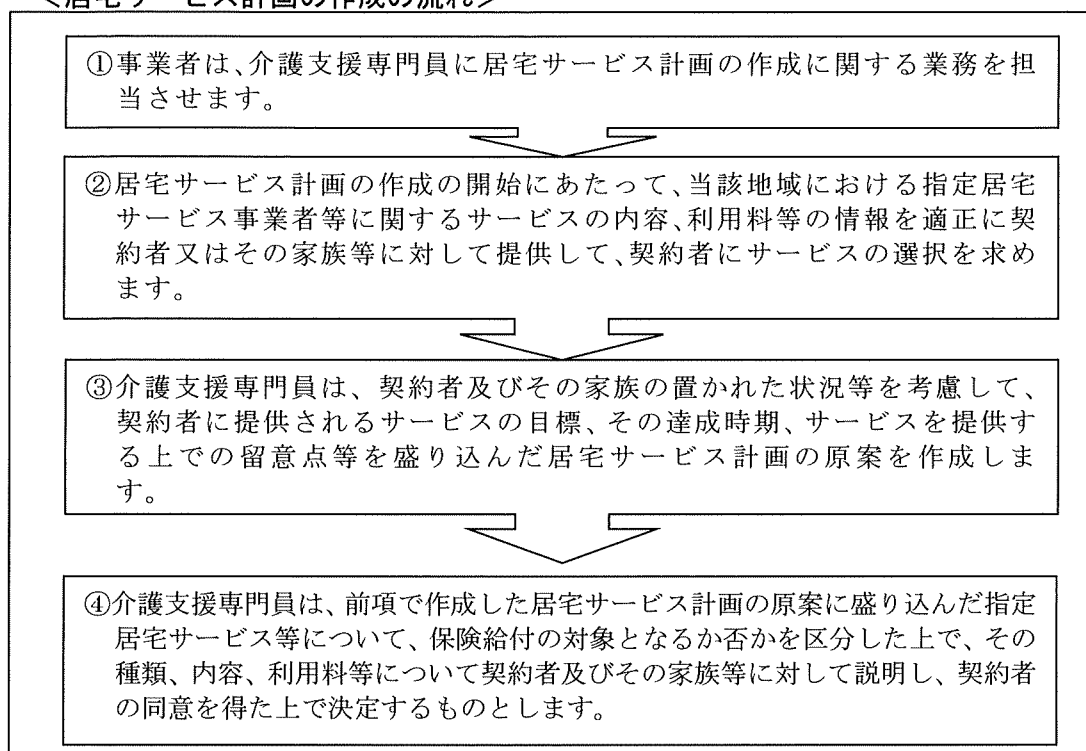 <居宅サービス計画の作成の流れ>
①事業者は、介護支援専門員に居宅サービス計画の作成に関する業務を担
当させます。
②居宅サービス計画の作成の開始にあたって、当該地域における指定居宅
サービス事業者等に関するサービスの内容、利用料等の情報を適正に契
約者又はその家族等に対して提供して、契約者にサービスの選択を求め
ます。
③介護支援専門員は、契約者及びその家族の置かれた状況等を考慮して、
契約者に提供されるサービスの目標、その達成時期、サービスを提供す
る上での留意点等を盛り込んだ居宅サービス計画の原案を作成しま
す。
④介護支援専門員は、前項で作成した居宅サービス計画の原案に盛り込んだ指定
居宅サービス等について、保険給付の対象となるか否かを区分した上で、その
種類、内容、利用料等について契約者及びその家族等に対して説明し、契約者
の同意を得た上で決定するものとします。